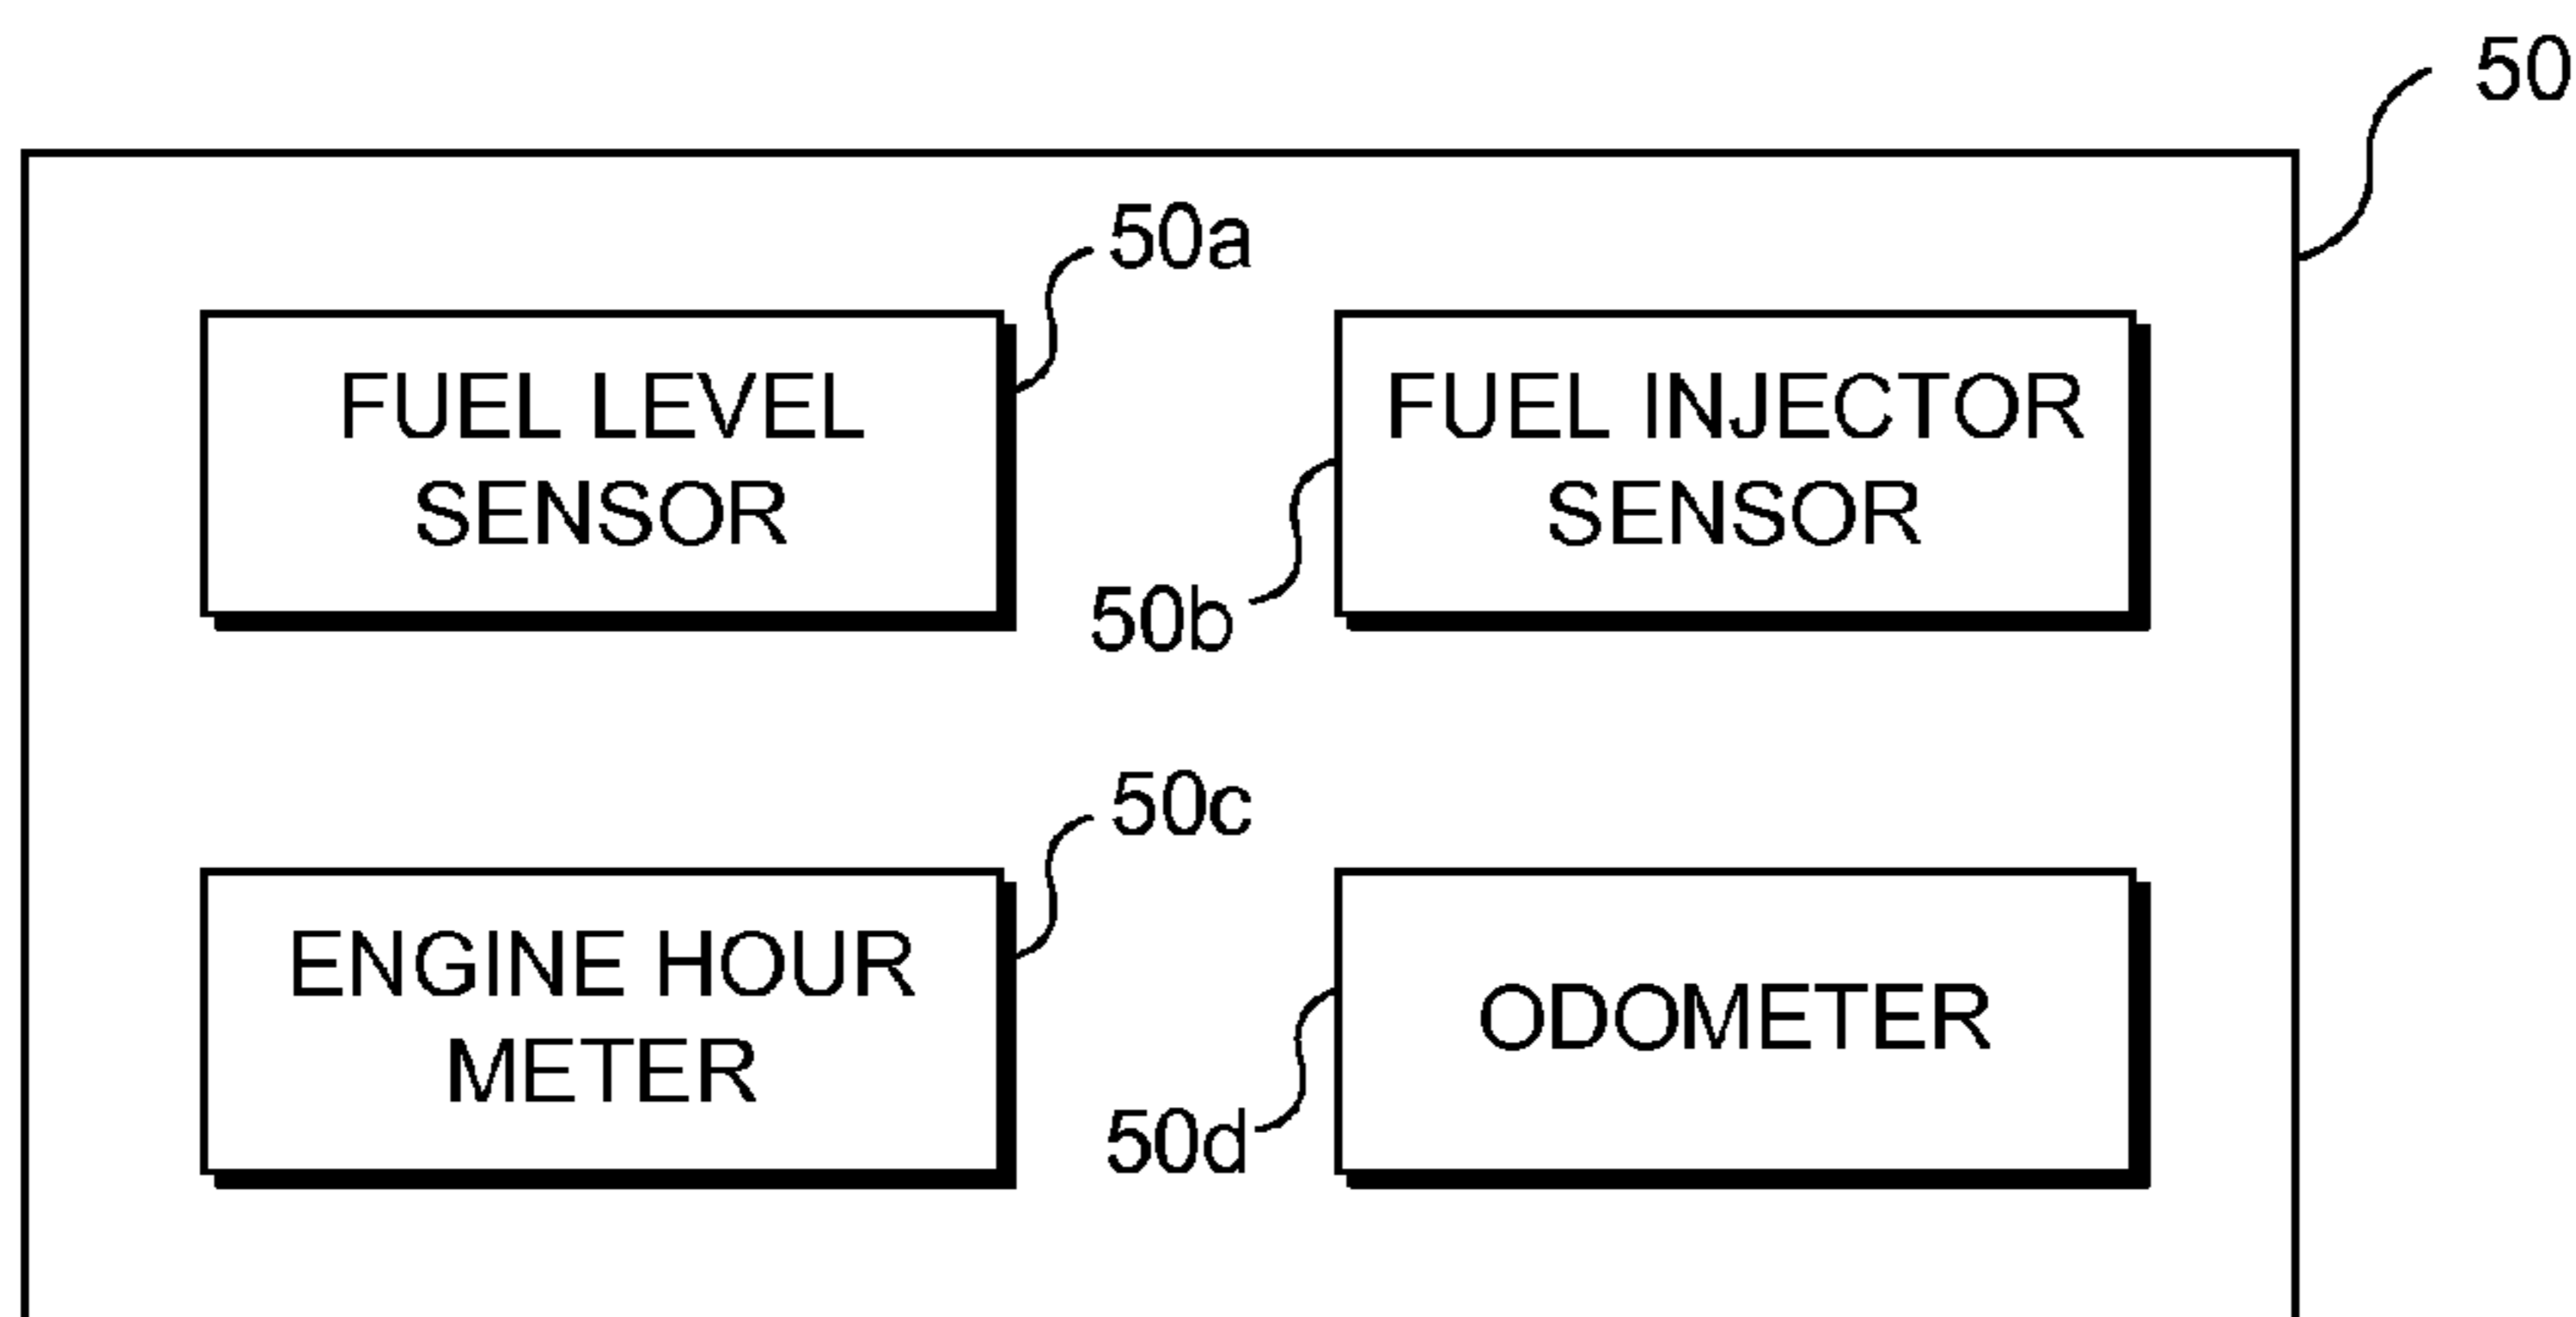 50
50a
FUEL LEVEL
SENSOR
FUEL INJECTOR
SENSOR
50b
50c
ENGINE HOUR
METER
ODOMETER
50d